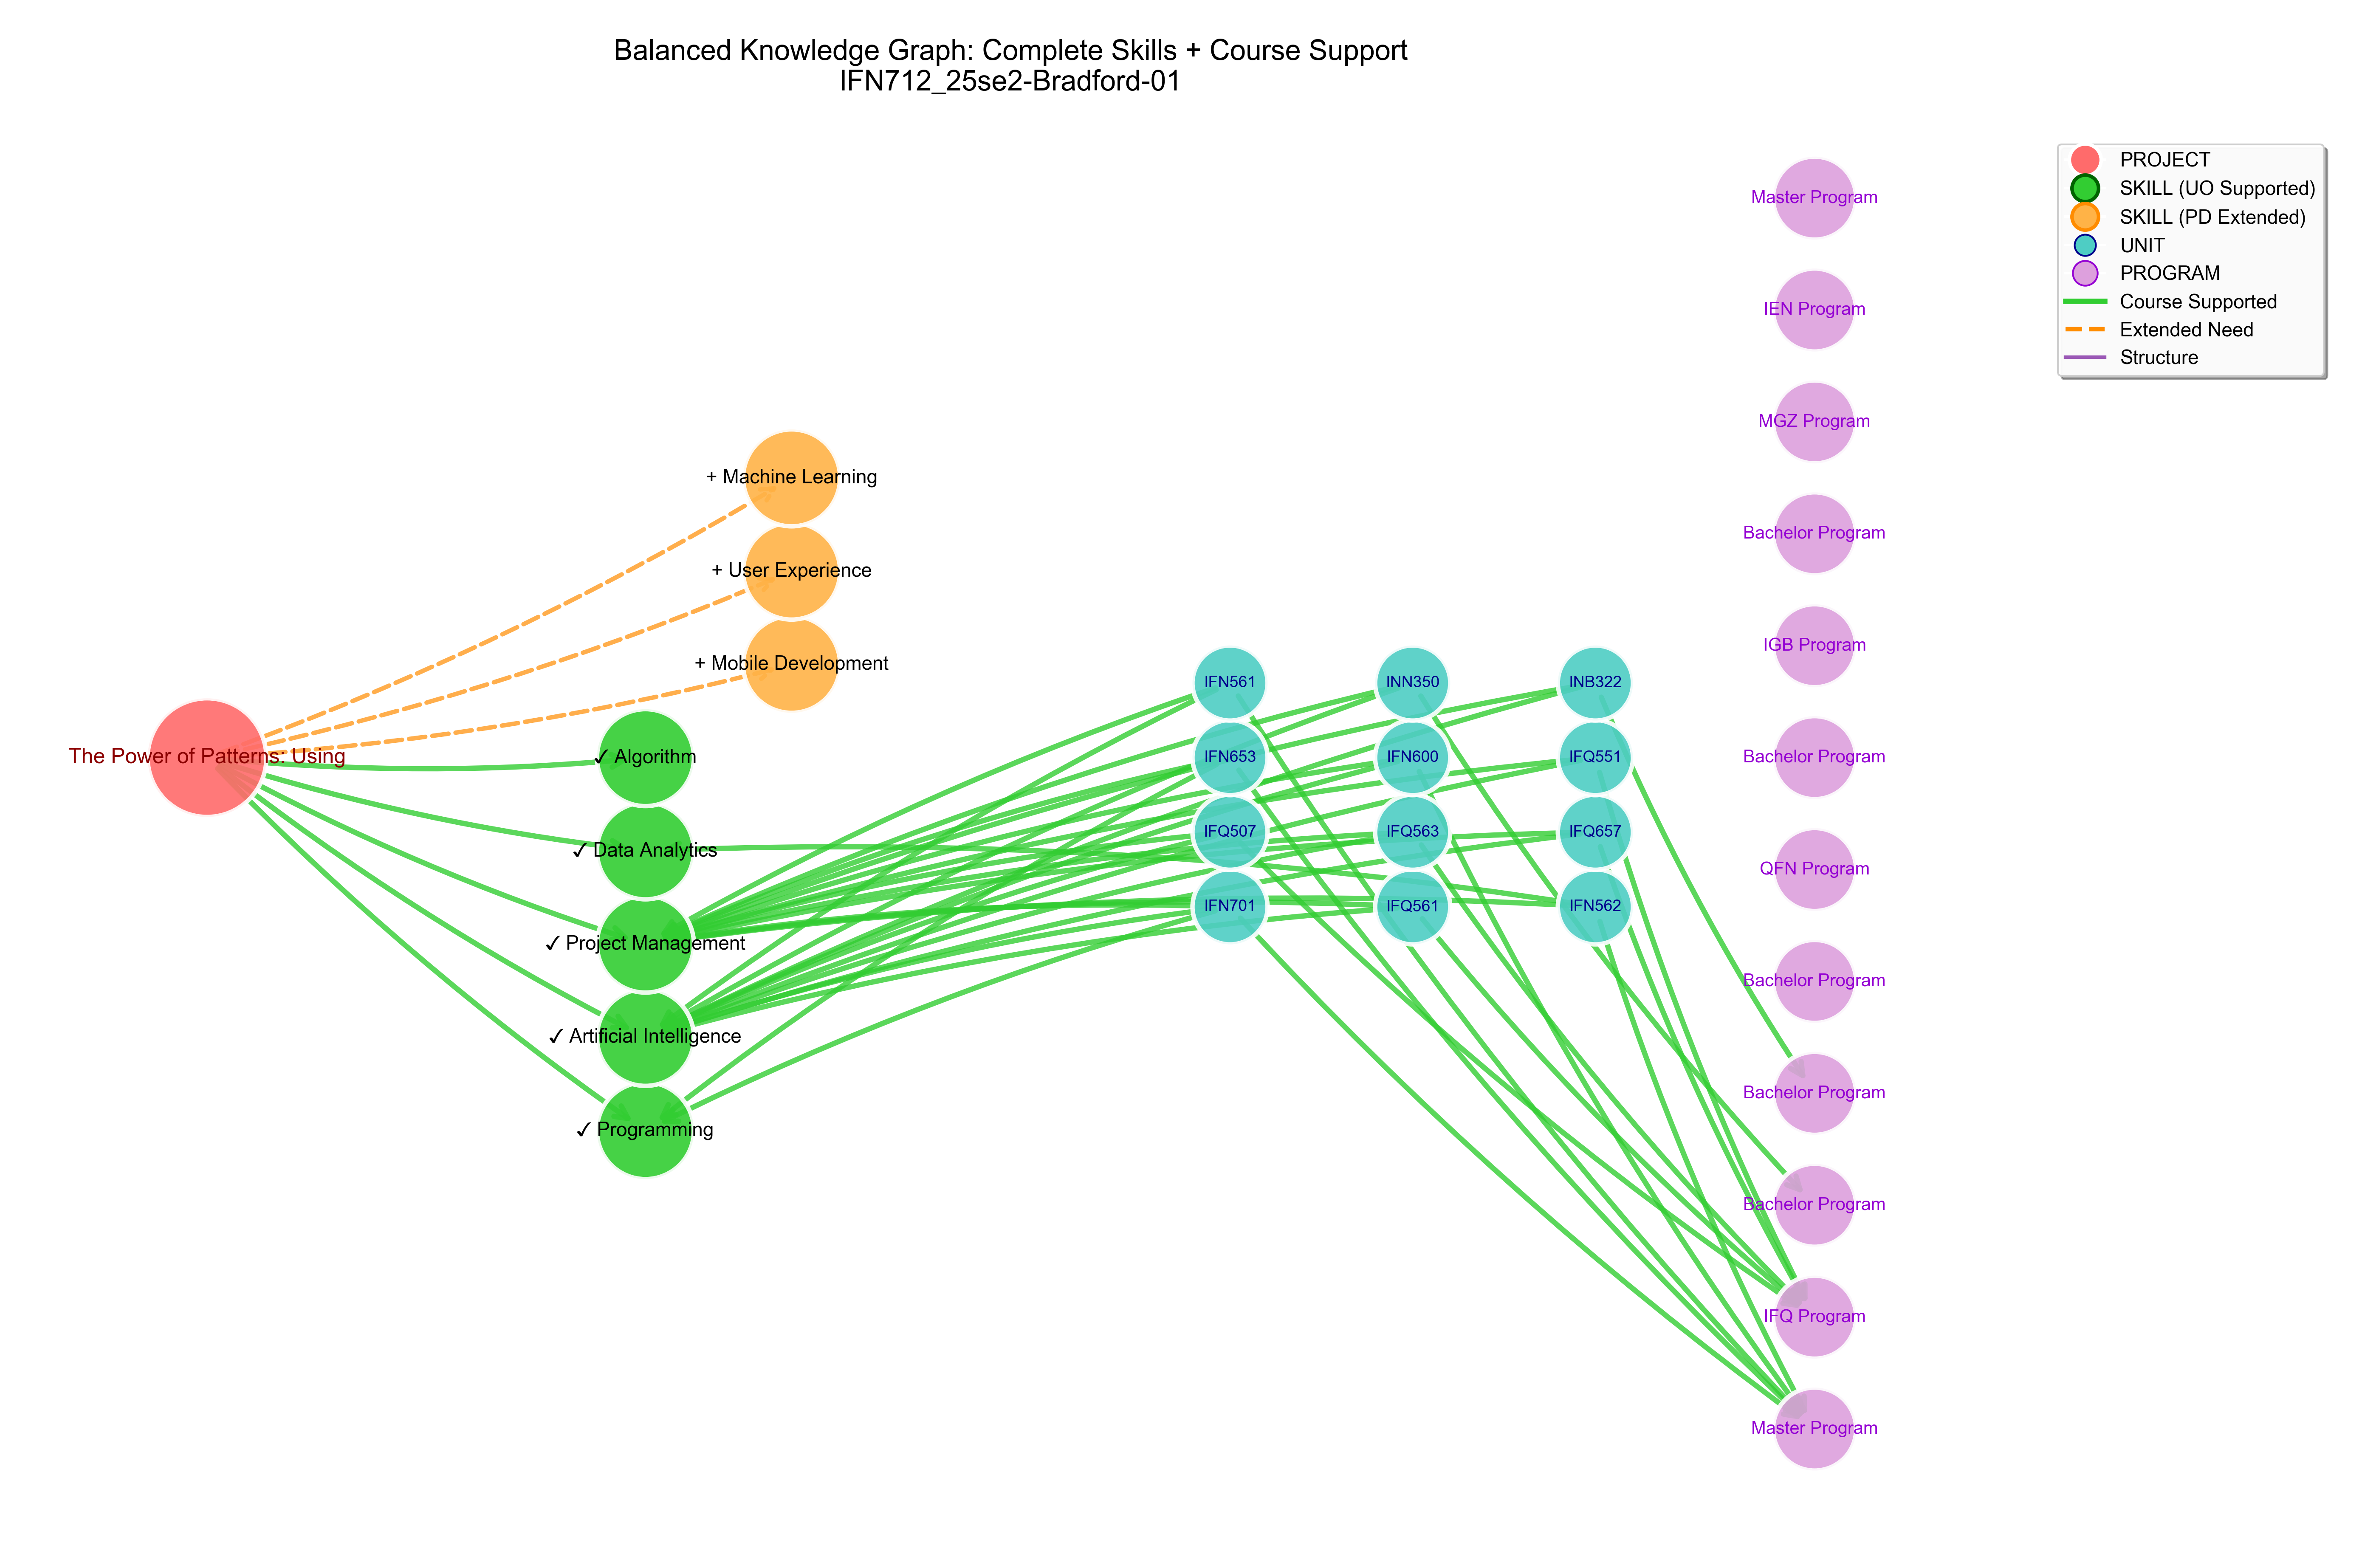 Balanced Knowledge Graph: Complete Skills + Course Support
IFN712_25se2-Bradford-01
PROJECT
SKILL (UO Supported)
SKILL (PD Extended)
UNIT
PROGRAM
Course Supported
Extended Need
Structure
The Power of Patterns: Using
+ Machine Learning
+ User Experience
+ Mobile Development
✓ Algorithm
✓ Data Analytics
✓ Project Management
✓ Artificial Intelligence
✓ Programming
IFN561
INN350
INB322
IFN653
IFN600
IFQ551
IFQ507
IFQ563
IFQ657
IFN701
IFQ561
IFN562
Master Program
IEN Program
MGZ Program
Bachelor Program
IGB Program
Bachelor Program
QFN Program
Bachelor Program
Bachelor Program
Bachelor Program
IFQ Program
Master Program